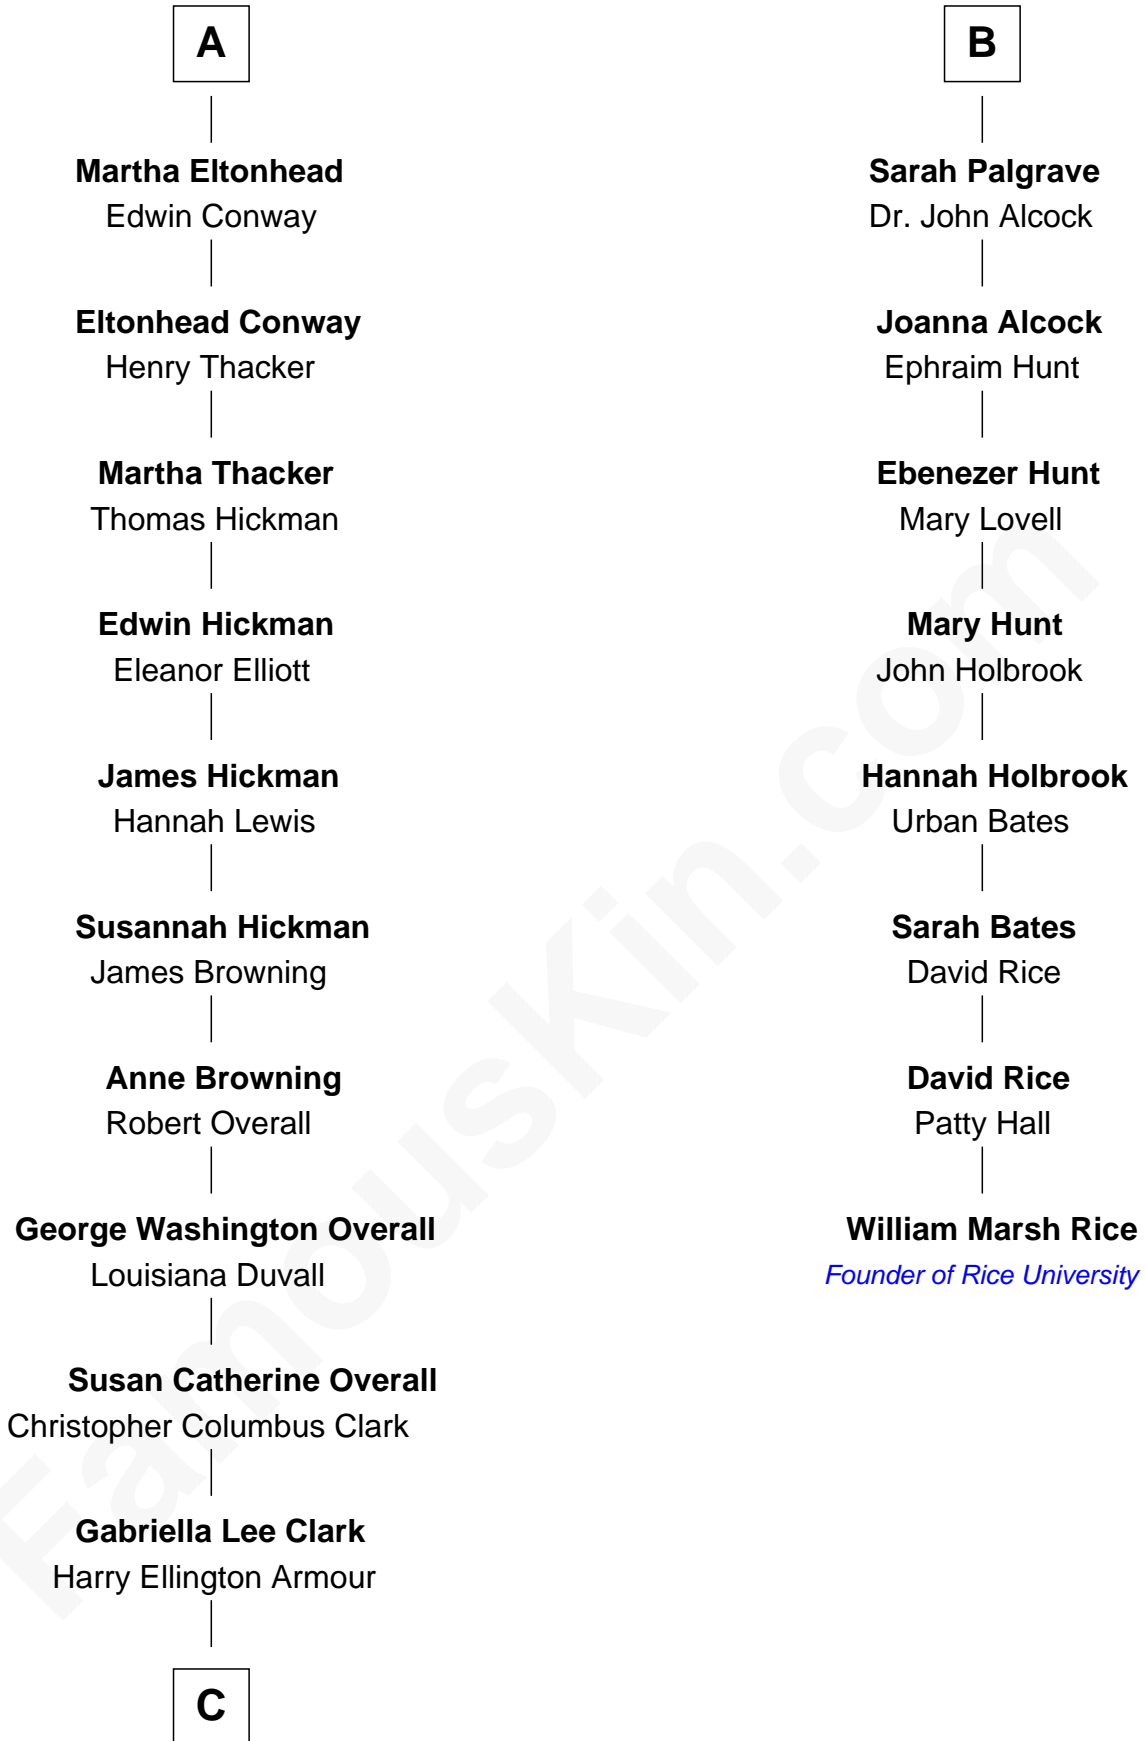 A
Martha Eltonhead
Edwin Conway
Eltonhead Conway
Henry Thacker
Martha Thacker
Thomas Hickman
Edwin Hickman
Eleanor Elliott
James Hickman
Hannah Lewis
Susannah Hickman
James Browning
Anne Browning
Robert Overall
George Washington Overall
Louisiana Duvall
Susan Catherine Overall
Christopher Columbus Clark
Gabriella Lee Clark
Harry Ellington Armour
C
B
Sarah Palgrave
Dr. John Alcock
Joanna Alcock
Ephraim Hunt
Ebenezer Hunt
Mary Lovell
Mary Hunt
John Holbrook
Hannah Holbrook
Urban Bates
Sarah Bates
David Rice
David Rice
Patty Hall
William Marsh Rice
Founder of Rice University
FamousKin.com